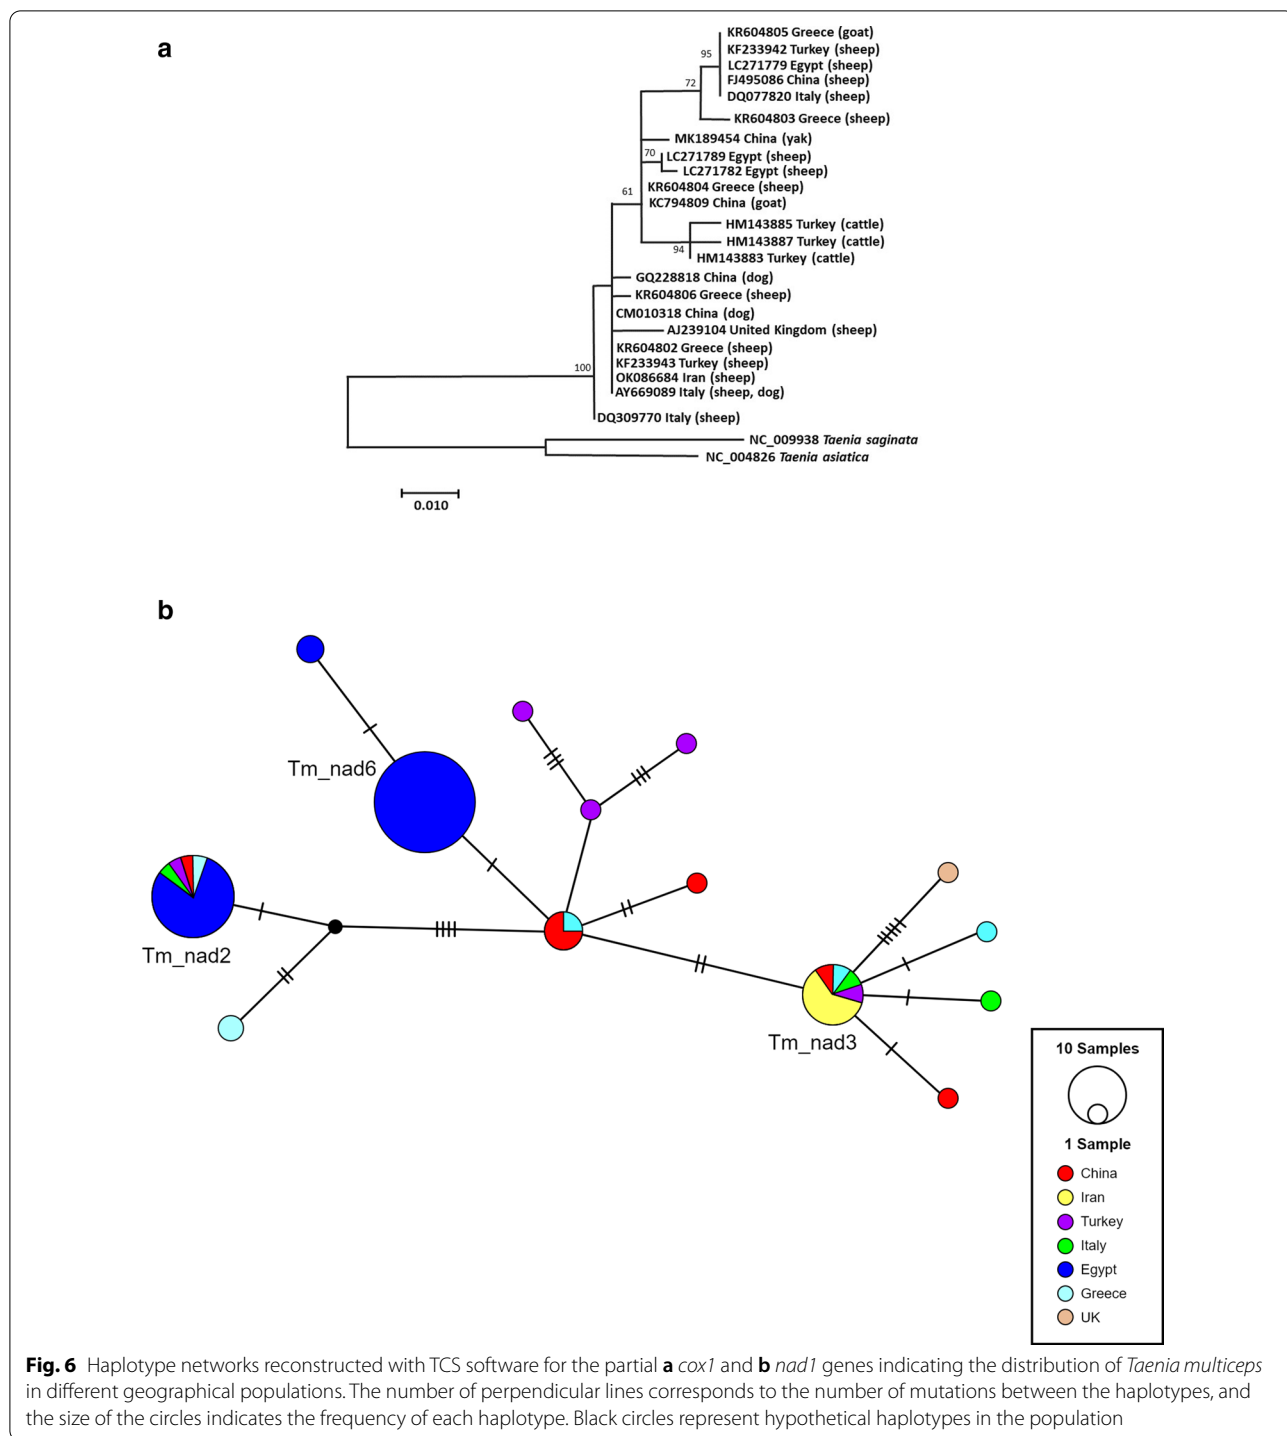 a
KR604805 Greece (goat)
95
KF233942 Turkey (sheep)
LC271779 Egypt (sheep)
FJ495086 China (sheep)
72
DQ077820 Italy (sheep)
KR604803 Greece (sheep)
MK189454 China (yak)
70
LC271789 Egypt (sheep)
LC271782 Egypt (sheep)
61
KR604804 Greece (sheep)
KC794809 China (goat)
HM143885 Turkey (cattle)
HM143887 Turkey (cattle)
94
HM143883 Turkey (cattle)
GQ228818 China (dog)
KR604806 Greece (sheep)
CM010318 China (dog)
AJ239104 United Kingdom (sheep)
KR604802 Greece (sheep)
KF233943 Turkey (sheep)
100
OK086684 Iran (sheep)
AY669089 Italy (sheep, dog)
DQ309770 Italy (sheep)
NC_009938 Taenia saginata
NC_004826 Taenia asiatica
0.010
b
Tm_nad6
Tm_nad2
Tm_nad3
10 Samples
1 Sample
China
Iran
Turkey
Italy
Egypt
Greece
UK
Fig. 6 Haplotype networks reconstructed with TCS software for the partial a cox1 and b nad1 genes indicating the distribution of Taenia multiceps
in different geographical populations. The number of perpendicular lines corresponds to the number of mutations between the haplotypes, and
the size of the circles indicates the frequency of each haplotype. Black circles represent hypothetical haplotypes in the population